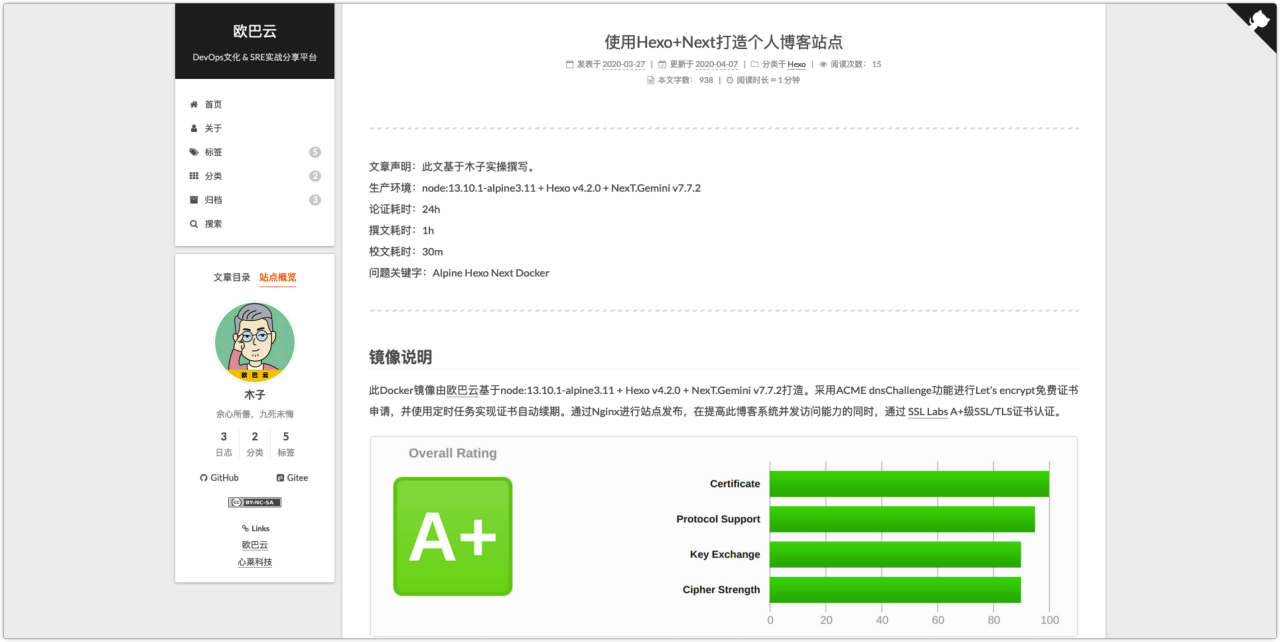 欧巴云
DevOps文化 & SRE实战分享平台
首页
关于
标签 5
分类 2
归档 3
搜索
文章目录 站点概览
欧 巴 云
木子
余心所善，九死未悔
3 2 5
日志 分类 标签
GitHub Gitee
BY-NC-SA
Links
欧巴云
心莱科技
使用Hexo+Next打造个人博客站点
发表于 2020-03-27 | 更新于 2020-04-07 | 分类于 Hexo | 阅读次数： 15
本文字数： 938 | 阅读时长 ≈ 1 分钟
文章声明：此文基于木子实操撰写。
生产环境：node:13.10.1-alpine3.11 + Hexo v4.2.0 + NexT.Gemini v7.7.2
论证耗时：24h
撰文耗时：1h
校文耗时：30m
问题关键字：Alpine Hexo Next Docker
镜像说明
此Docker镜像由欧巴云基于node:13.10.1-alpine3.11 + Hexo v4.2.0 + NexT.Gemini v7.7.2打造。采用ACME dnsChallenge功能进行Let's encrypt免费证书
申请，并使用定时任务实现证书自动续期。通过Nginx进行站点发布，在提高此博客系统并发访问能力的同时，通过 SSL Labs A+级SSL/TLS证书认证。
Overall Rating
A+
Certificate
Protocol Support
Key Exchange
Cipher Strength
0 20 40 60 80 100